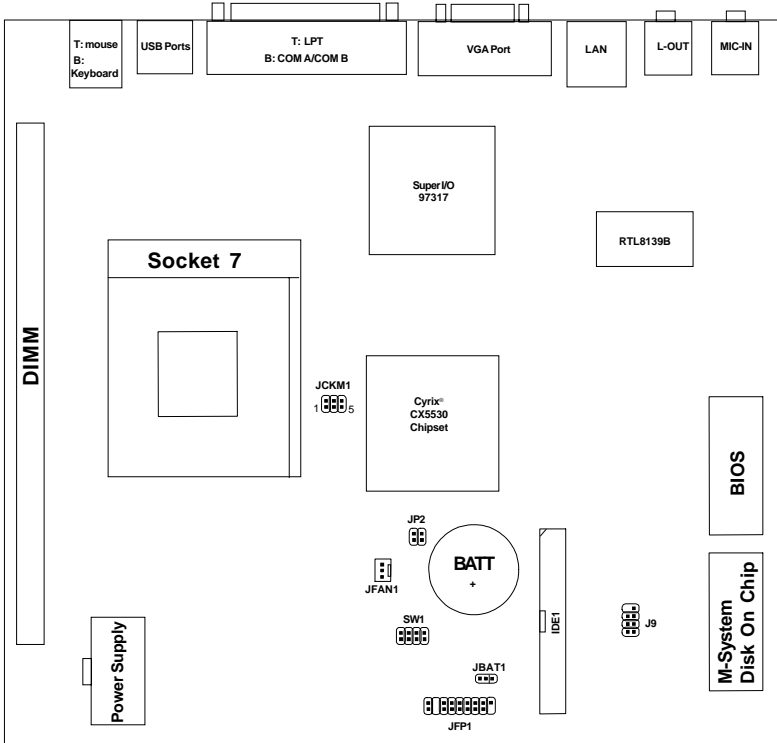 T: mouse
B:
Keyboard
USB Ports
T: LPT
B: COM A/COM B
VGA Port
LAN
L-OUT
MIC-IN
Super I/O
97317
RTL8139B
Socket 7
DIMM
JCKM1
1
5
Cyrix®
CX5530
Chipset
BIOS
JP2
BATT
+
JFAN1
SW1
IDE1
J9
M-System
Disk On Chip
Power Supply
JBAT1
JFP1